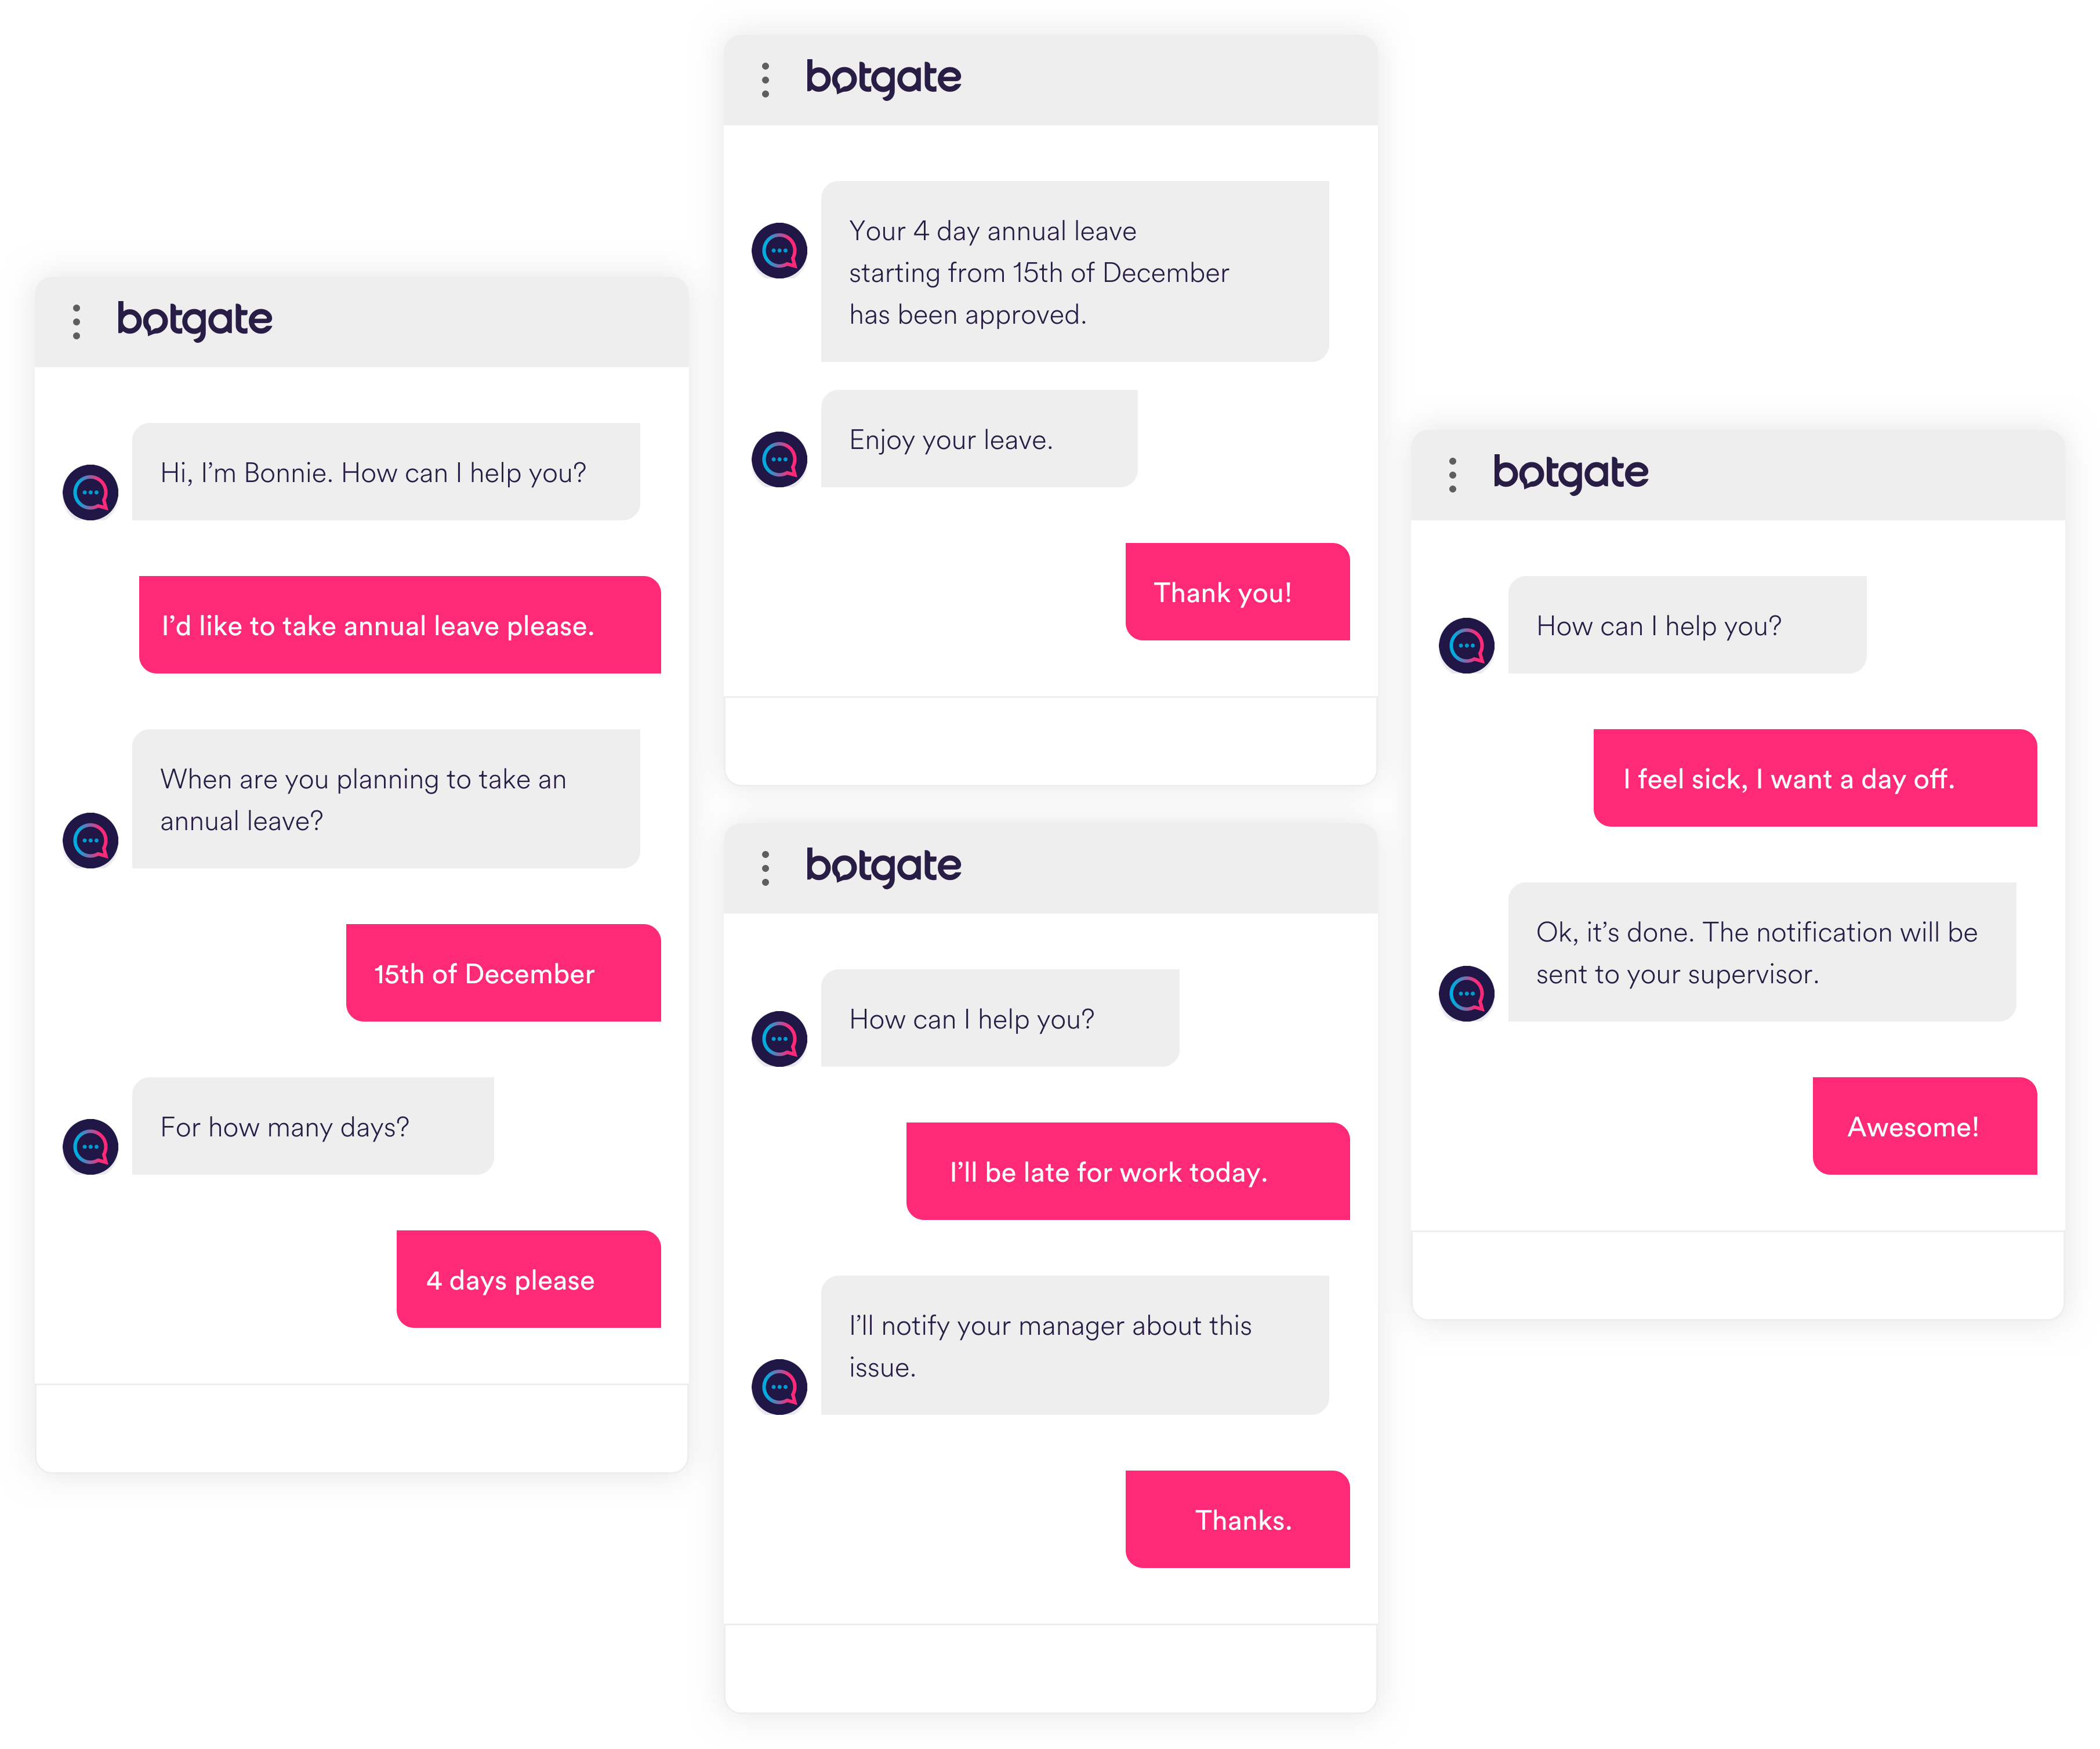 botgate
Hi, I’m Bonnie. How can I help you?
I’d like to take annual leave please.
When are you planning to take an
annual leave?
15th of December
For how many days?
4 days please
botgate
Your 4 day annual leave
starting from 15th of December
has been approved.
Enjoy your leave.
Thank you!
botgate
How can I help you?
I’ll be late for work today.
I’ll notify your manager about this
issue.
Thanks.
botgate
How can I help you?
I feel sick, I want a day off.
Ok, it’s done. The notification will be
sent to your supervisor.
Awesome!